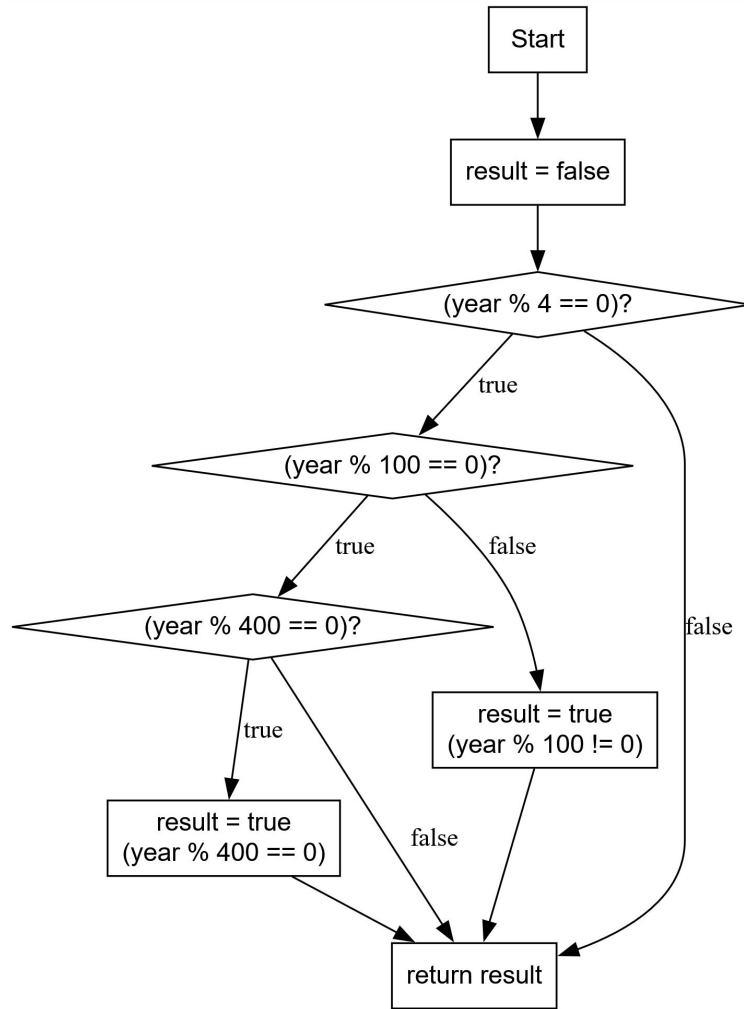 Start
result = false
(year % 4 == 0)?
true
(year % 100 == 0)?
true
false
(year % 400 == 0)?
false
true
result = true
(year % 100 != 0)
result = true
(year % 400 == 0)
false
return result